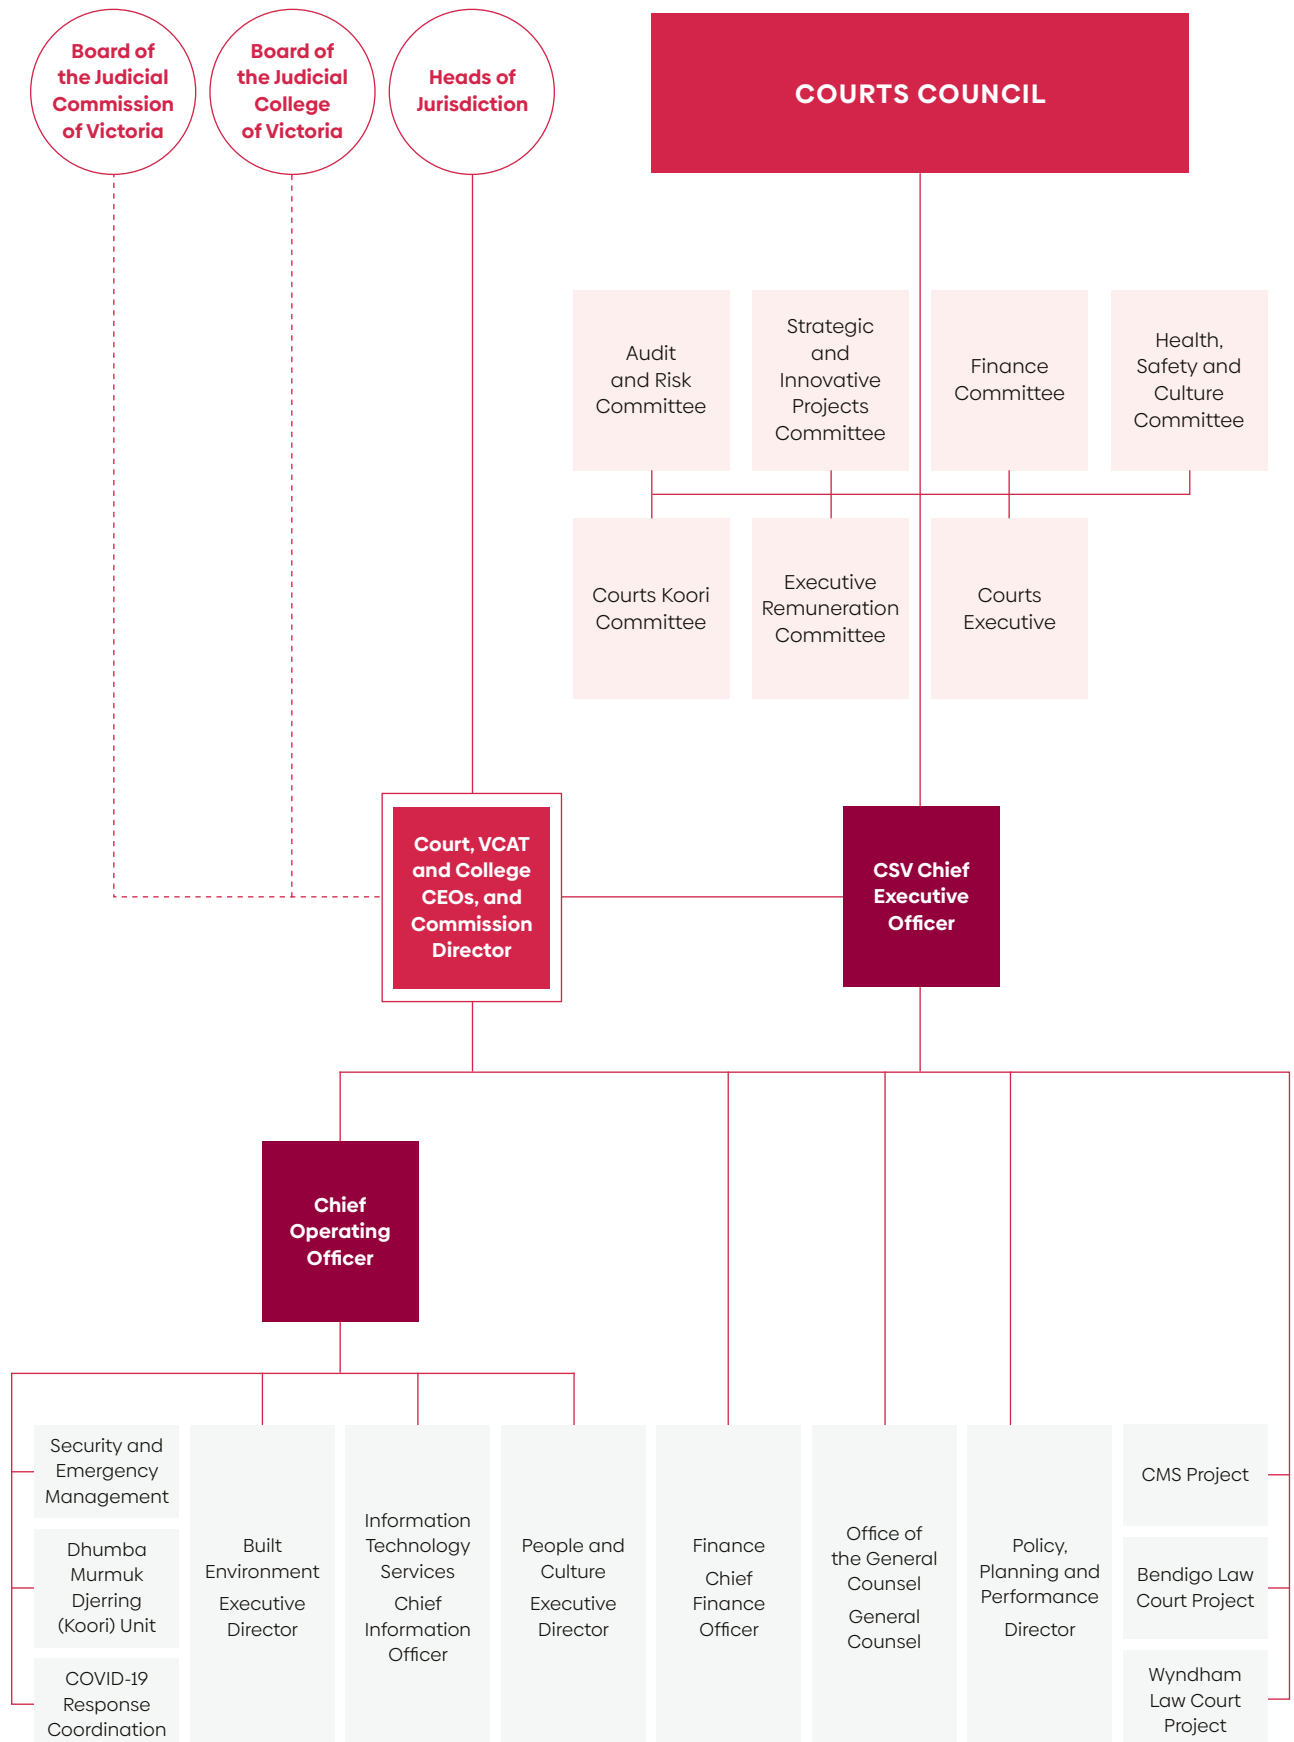 Board of
the Judicial
Commission
of Victoria
Board of
the Judicial
College
of Victoria
Heads of
Jurisdiction
COURTS COUNCIL
Audit
and Risk
Committee
Strategic
and
Innovative
Projects
Committee
Finance
Committee
Health,
Safety and
Culture
Committee
Courts Koori
Committee
Executive
Remuneration
Committee
Courts
Executive
Court, VCAT
and College
CEOs, and
Commission
Director
CSV Chief
Executive
Officer
Chief
Operating
Officer
Security and
Emergency
Management
Dhumba
Murmuk
Djerring
(Koori) Unit
COVID-19
Response
Coordination
Built
Environment
Executive
Director
Information
Technology
Services
Chief
Information
Officer
People and
Culture
Executive
Director
Finance
Chief
Finance
Officer
Office of
the General
Counsel
General
Counsel
Policy,
Planning and
Performance
Director
CMS Project
Bendigo Law
Court Project
Wyndham
Law Court
Project